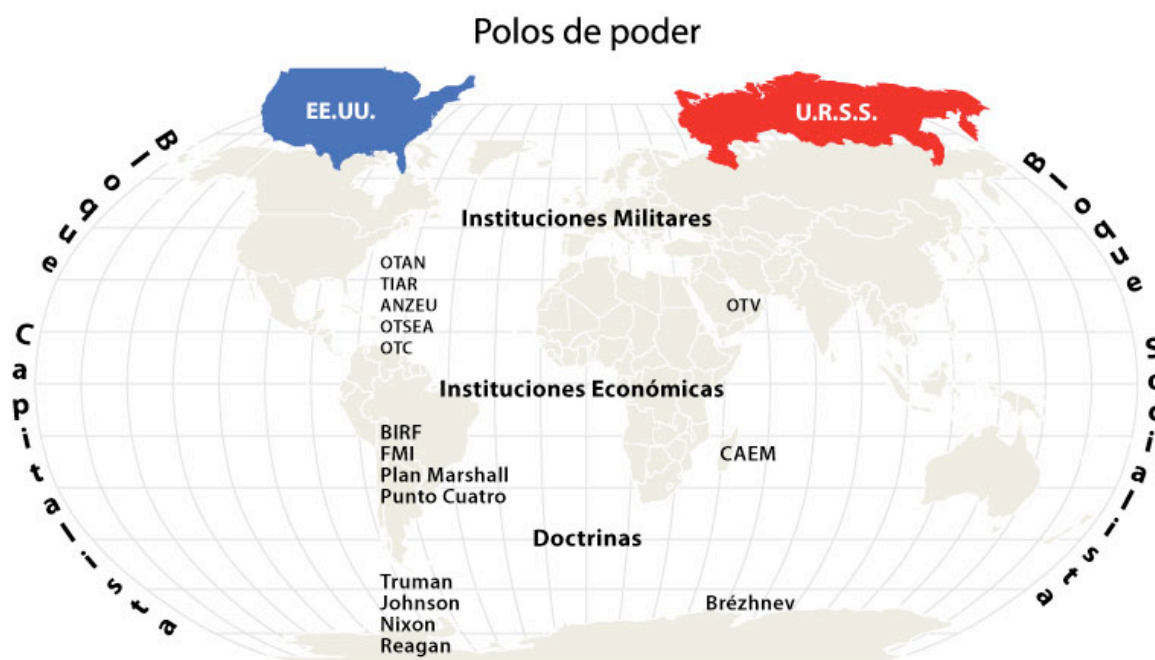 Polos de poder
EE.UU.
U.R.S.S.
Bloque Capitalista
Bloque Socialista
Instituciones Militares
OTAN
TIAR
ANZEU
OTSEA
OTC
OTV
Instituciones Económicas
BIRF
FMI
Plan Marshall
Punto Cuatro
CAEM
Doctrinas
Truman
Johnson
Nixon
Reagan
Brézhnev